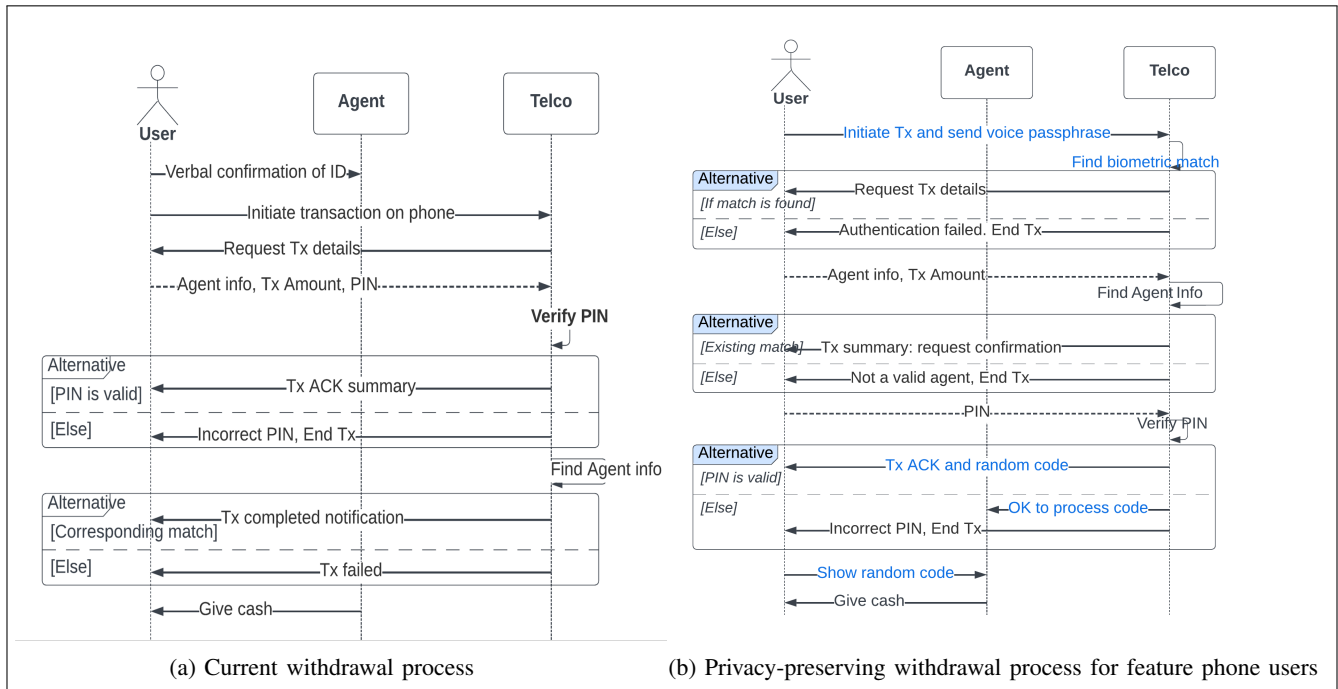 User
Agent
Telco
Verbal confirmation of ID
Initiate transaction on phone
Request Tx details
Agent info, Tx Amount, PIN
Verify PIN
Alternative
[PIN is valid]
Tx ACK summary
[Else]
Incorrect PIN, End Tx
Find Agent info
Alternative
Tx completed notification
[Corresponding match]
[Else]
Tx failed
Give cash
(a) Current withdrawal process
User
Agent
Telco
Initiate Tx and send voice passphrase
Find biometric match
Alternative
Request Tx details
[If match is found]
[Else]
Authentication failed. End Tx
Agent info, Tx Amount
Find Agent Info
Alternative
[Existing match]
Tx summary: request confirmation
[Else]
Not a valid agent, End Tx
PIN
Verify PIN
Alternative
Tx ACK and random code
[PIN is valid]
[Else]
OK to process code
Incorrect PIN, End Tx
Show random code
Give cash
(b) Privacy-preserving withdrawal process for feature phone users